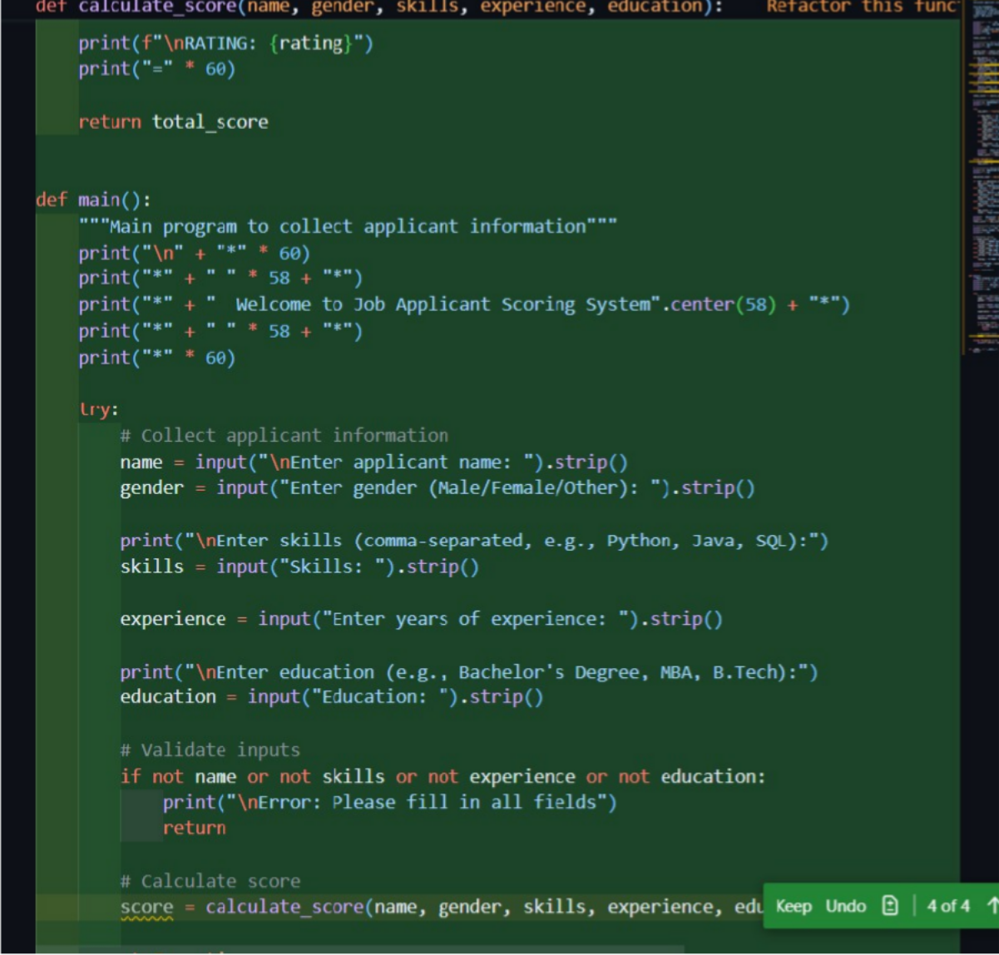 def calculate_score(name, gender, skills, experience, education):    Refactor this func
    print(f"\nRATING: {rating}")
    print("=" * 60)
    return total_score
def main():
    """Main program to collect applicant information"""
    print("\n" + "*" * 60)
    print("*" + " " * 58 + "*")
    print("*" + "  Welcome to Job Applicant Scoring System".center(58) + "*")
    print("*" + " " * 58 + "*")
    print("*" * 60)
    try:
        # Collect applicant information
        name = input("\nEnter applicant name: ").strip()
        gender = input("Enter gender (Male/Female/Other): ").strip()
        print("\nEnter skills (comma-separated, e.g., Python, Java, SQL):")
        skills = input("Skills: ").strip()
        experience = input("Enter years of experience: ").strip()
        print("\nEnter education (e.g., Bachelor's Degree, MBA, B.Tech):")
        education = input("Education: ").strip()
        # Validate inputs
        if not name or not skills or not experience or not education:
            print("\nError: Please fill in all fields")
            return
        # Calculate score
        score = calculate_score(name, gender, skills, experience, edu
Keep Undo 4 of 4